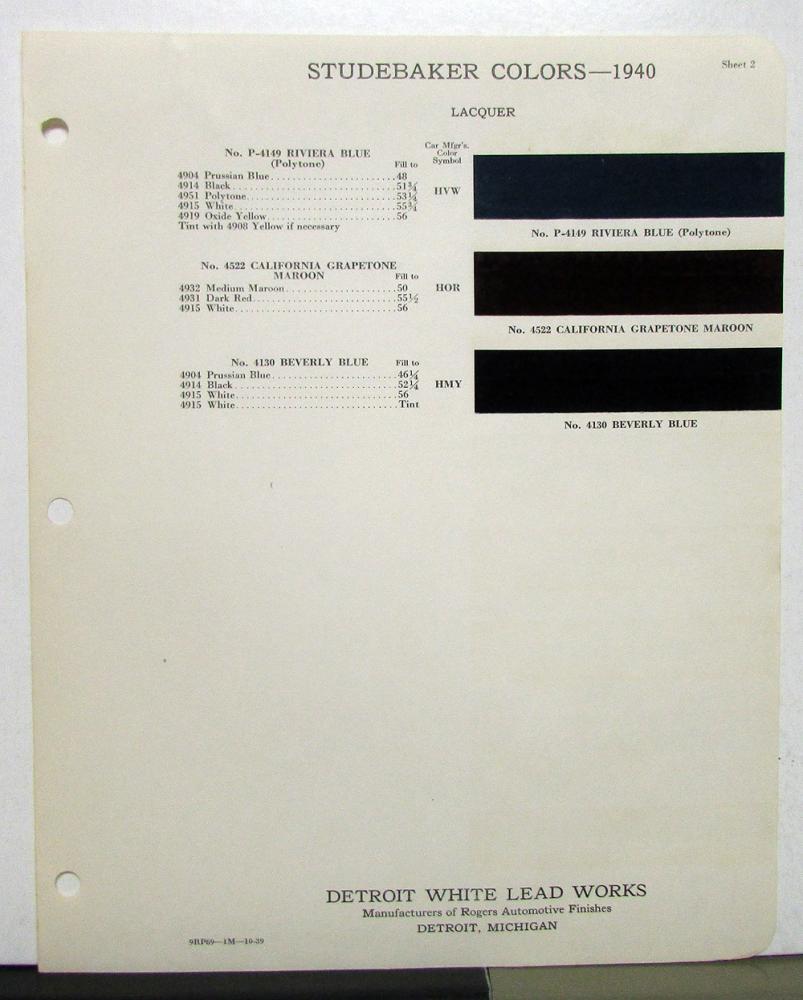 STUDEBAKER COLORS—1940
Sheet 2
LACQUER
No. P-4149 RIVIERA BLUE
(Polytone)
Fill to
4904 Prussian Blue 48
4914 Black 51¾
4951 Polytone 53¼
4915 White 55¾
4919 Oxide Yellow 56
Tint with 4908 Yellow if necessary
Car Mfgr's.
Color
Symbol
HVW
No. P-4149 RIVIERA BLUE (Polytone)
No. 4522 CALIFORNIA GRAPETONE
MAROON
Fill to
4932 Medium Maroon 50
4931 Dark Red 55½
4915 White 56
HOR
No. 4522 CALIFORNIA GRAPETONE MAROON
No. 4130 BEVERLY BLUE Fill to
4904 Prussian Blue 46¼
4914 Black 52¼
4915 White 56
4915 White Tint
HMY
No. 4130 BEVERLY BLUE
DETROIT WHITE LEAD WORKS
Manufacturers of Rogers Automotive Finishes
DETROIT, MICHIGAN
9RP69—1M—10-39